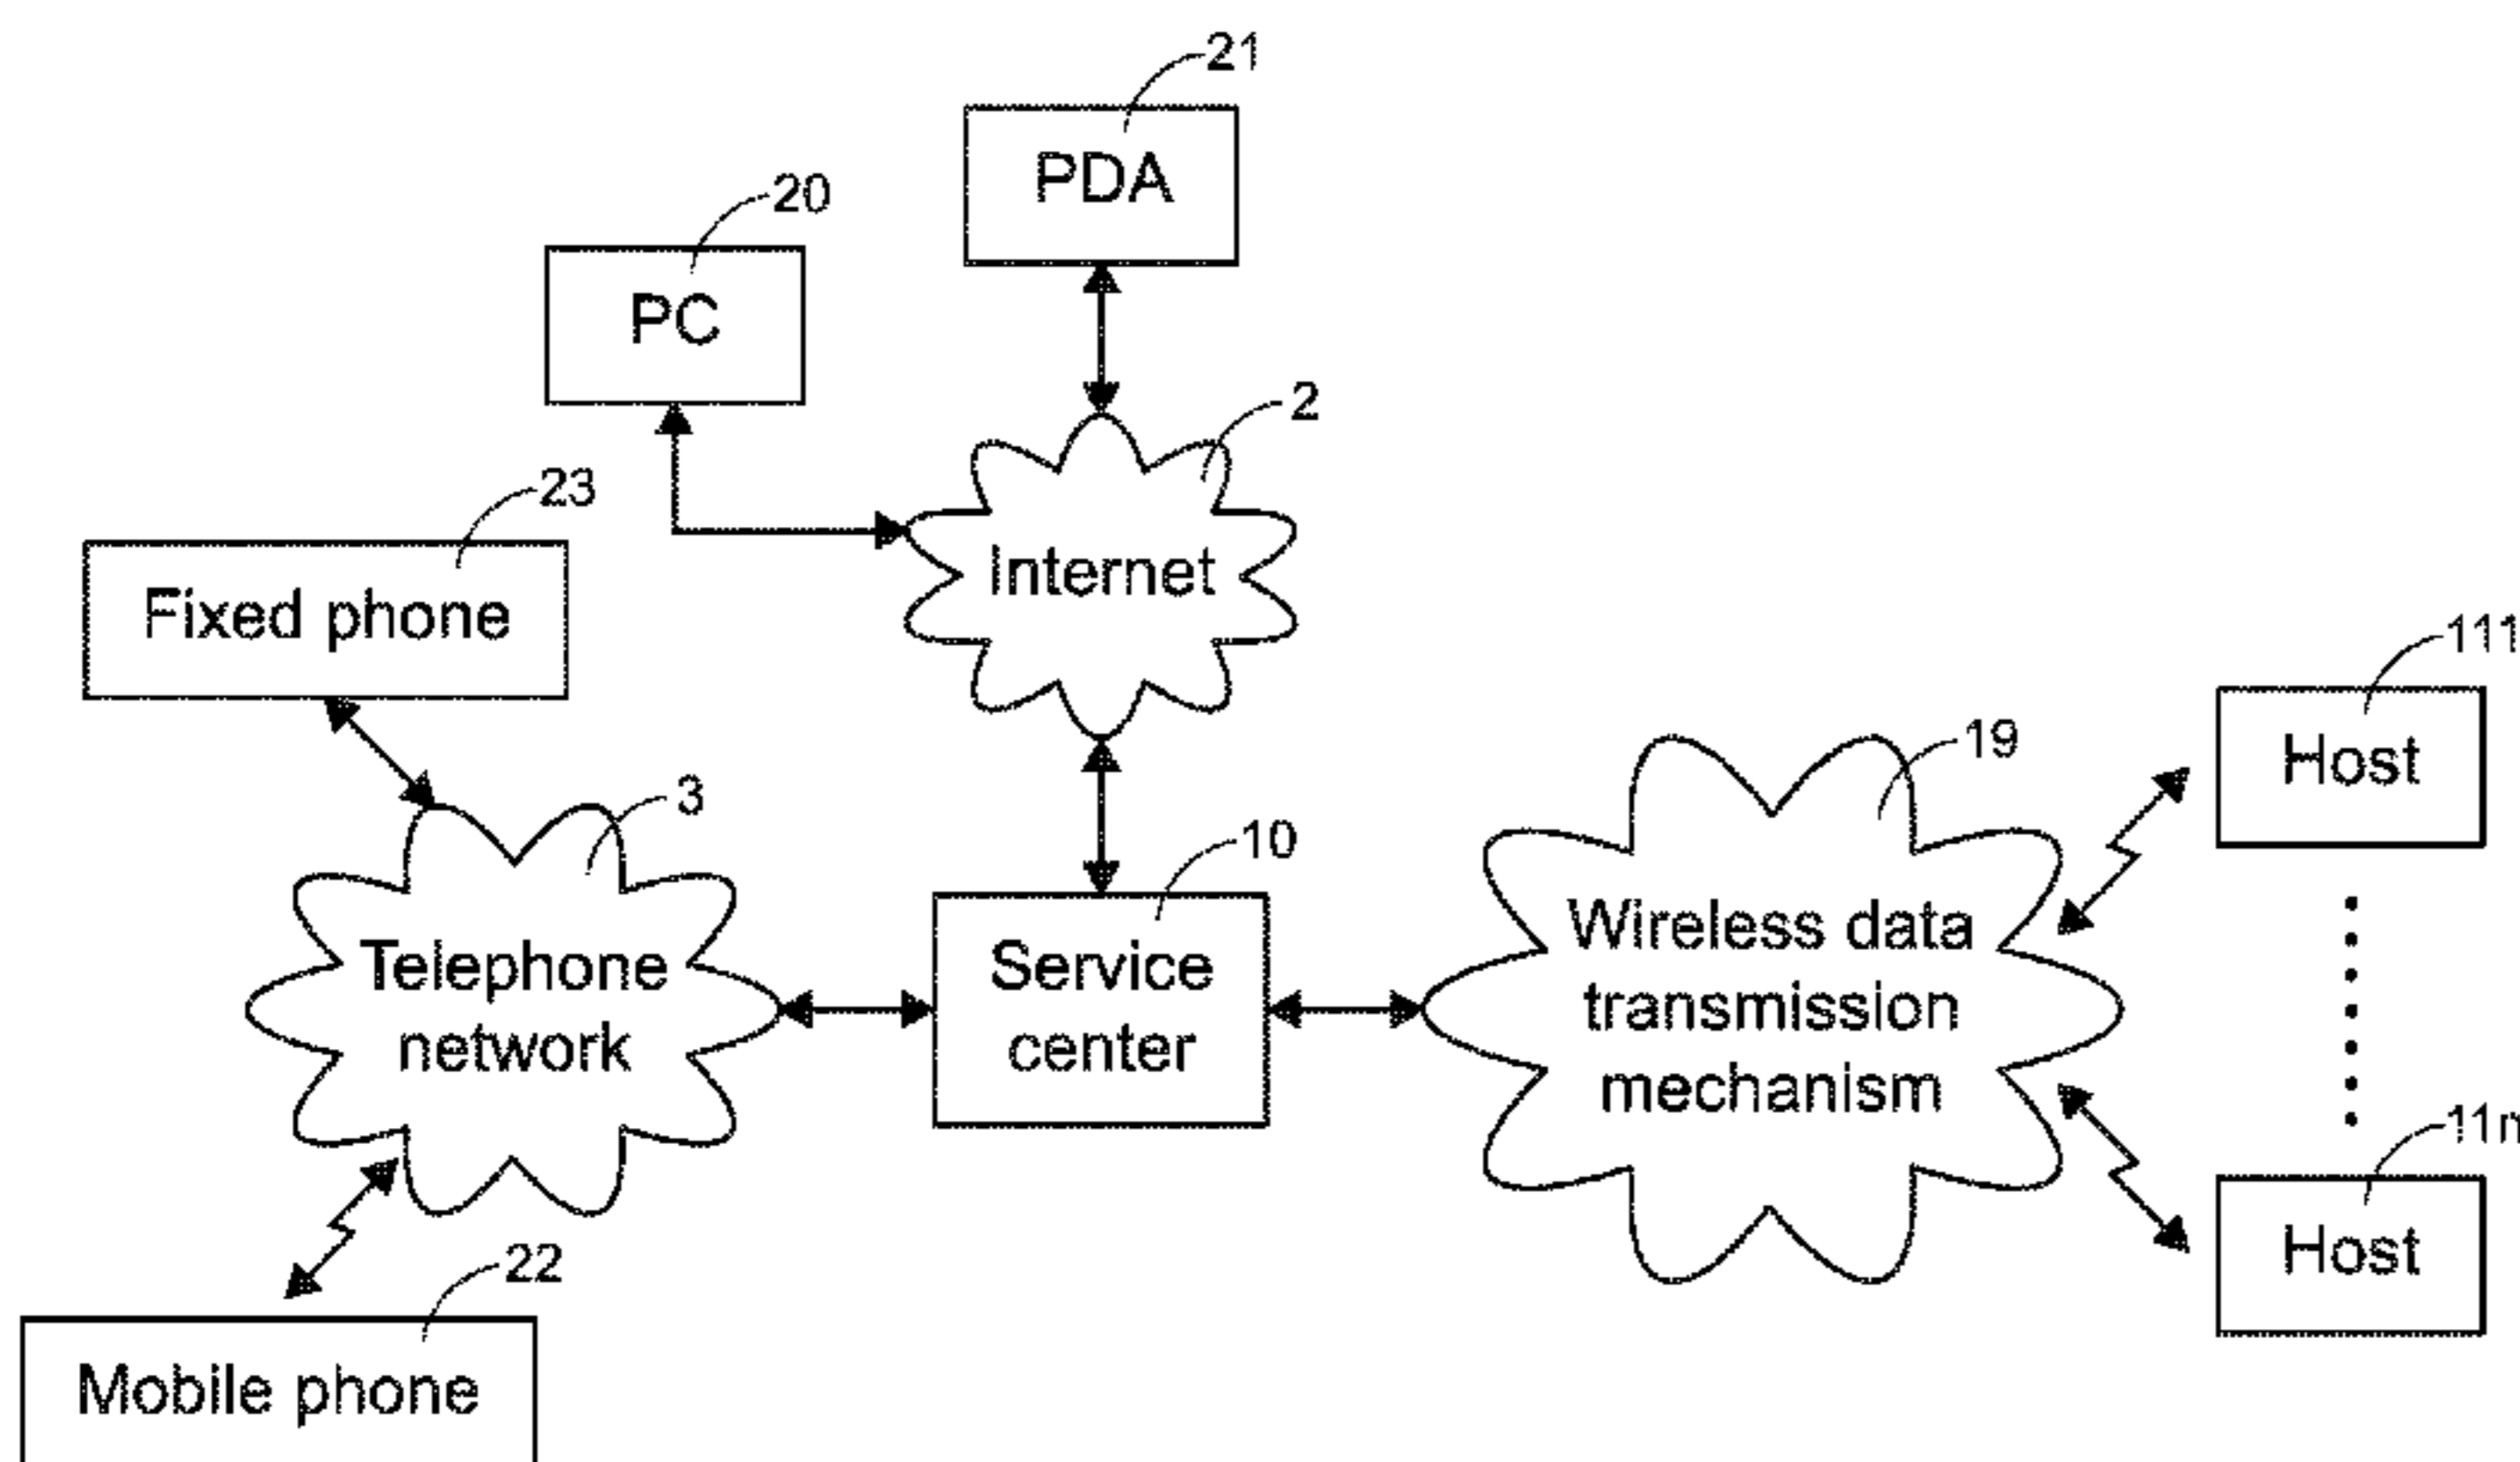 21
PDA
20
PC
2
Internet
23
Fixed phone
111
Host
19
Wireless data
transmission
mechanism
3
Telephone
network
10
Service
center
Host
22
Mobile phone